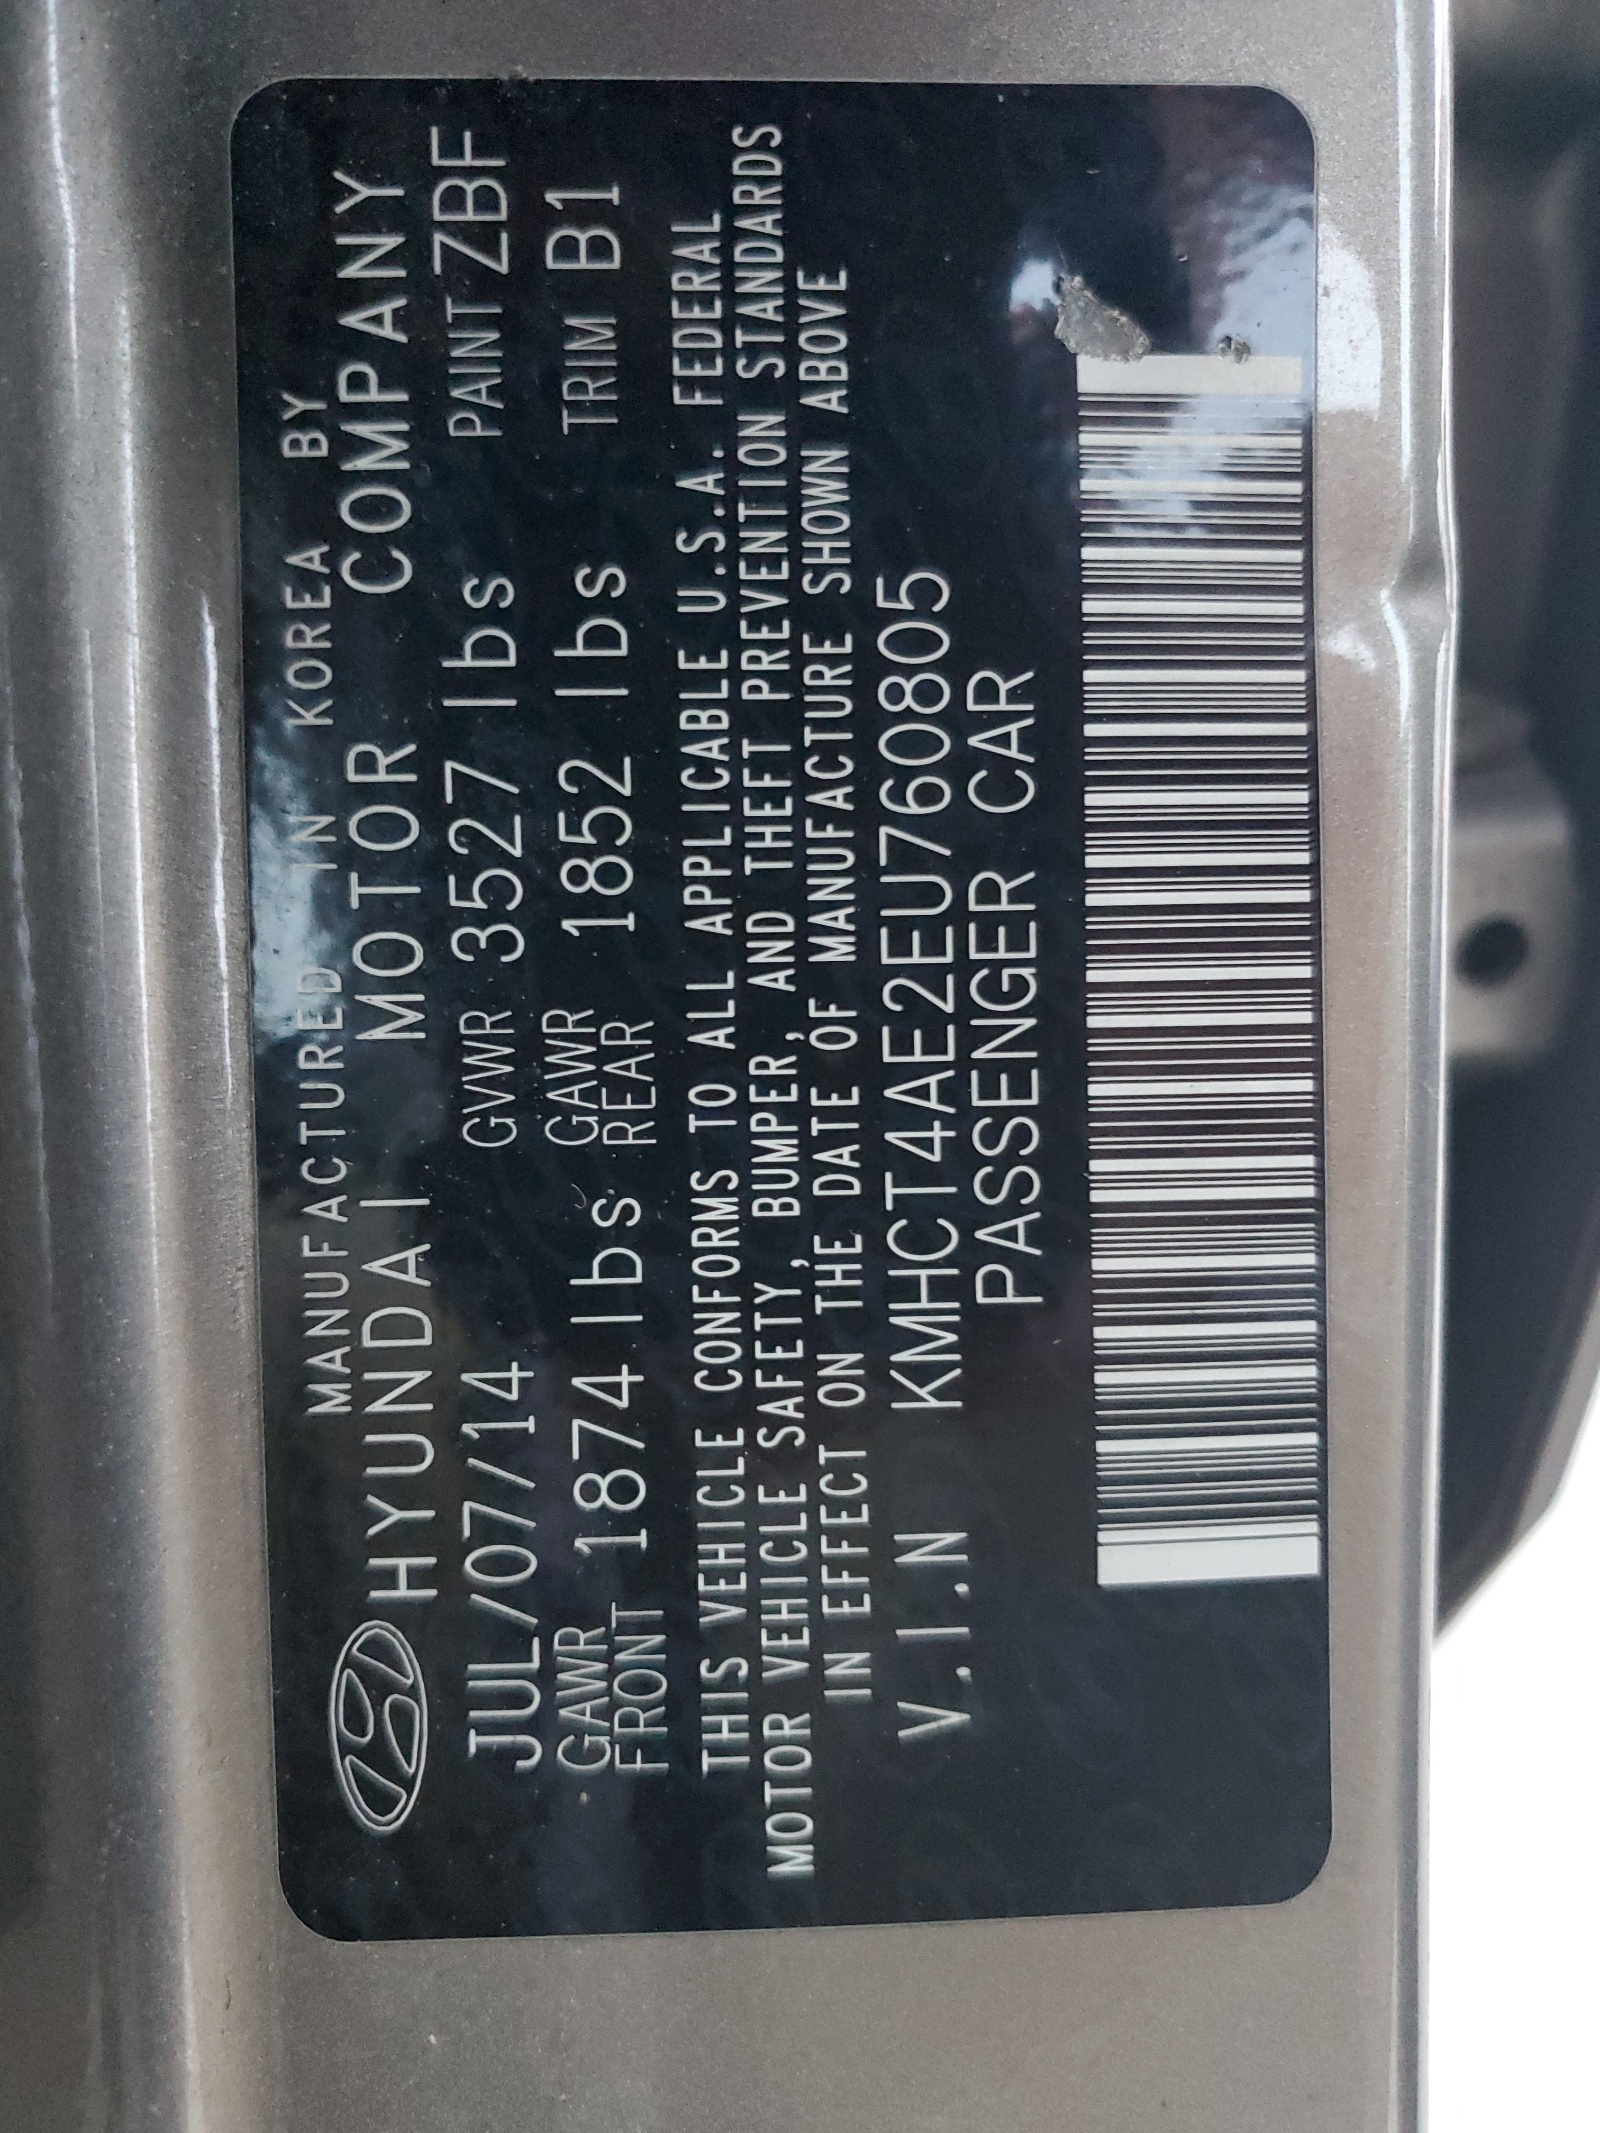 MANUFACTURED IN KOREA BY
HYUNDAI MOTOR COMPANY
JUL/07/14 GVWR 3527 lbs PAINT ZBF
GAWR FRONT 1874 lbs GAWR REAR 1852 lbs TRIM B1
THIS VEHICLE CONFORMS TO ALL APPLICABLE U.S.A. FEDERAL
MOTOR VEHICLE SAFETY, BUMPER, AND THEFT PREVENTION STANDARDS
IN EFFECT ON THE DATE OF MANUFACTURE SHOWN ABOVE
V.I.N KMHCT4AE2EU760805
PASSENGER CAR